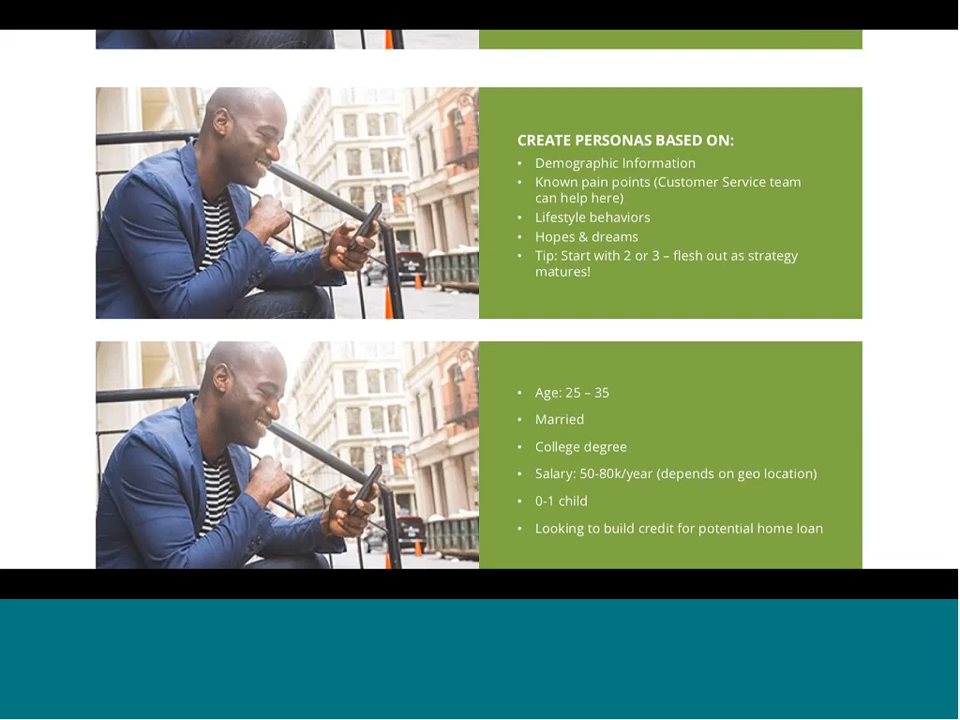 CREATE PERSONAS BASED ON:
• Demographic Information
• Known pain points (Customer Service team
can help here)
• Lifestyle behaviors
• Hopes & dreams
• Tip: Start with 2 or 3 – flesh out as strategy
matures!
• Age: 25 – 35
• Married
• College degree
• Salary: 50-80k/year (depends on geo location)
• 0-1 child
• Looking to build credit for potential home loan